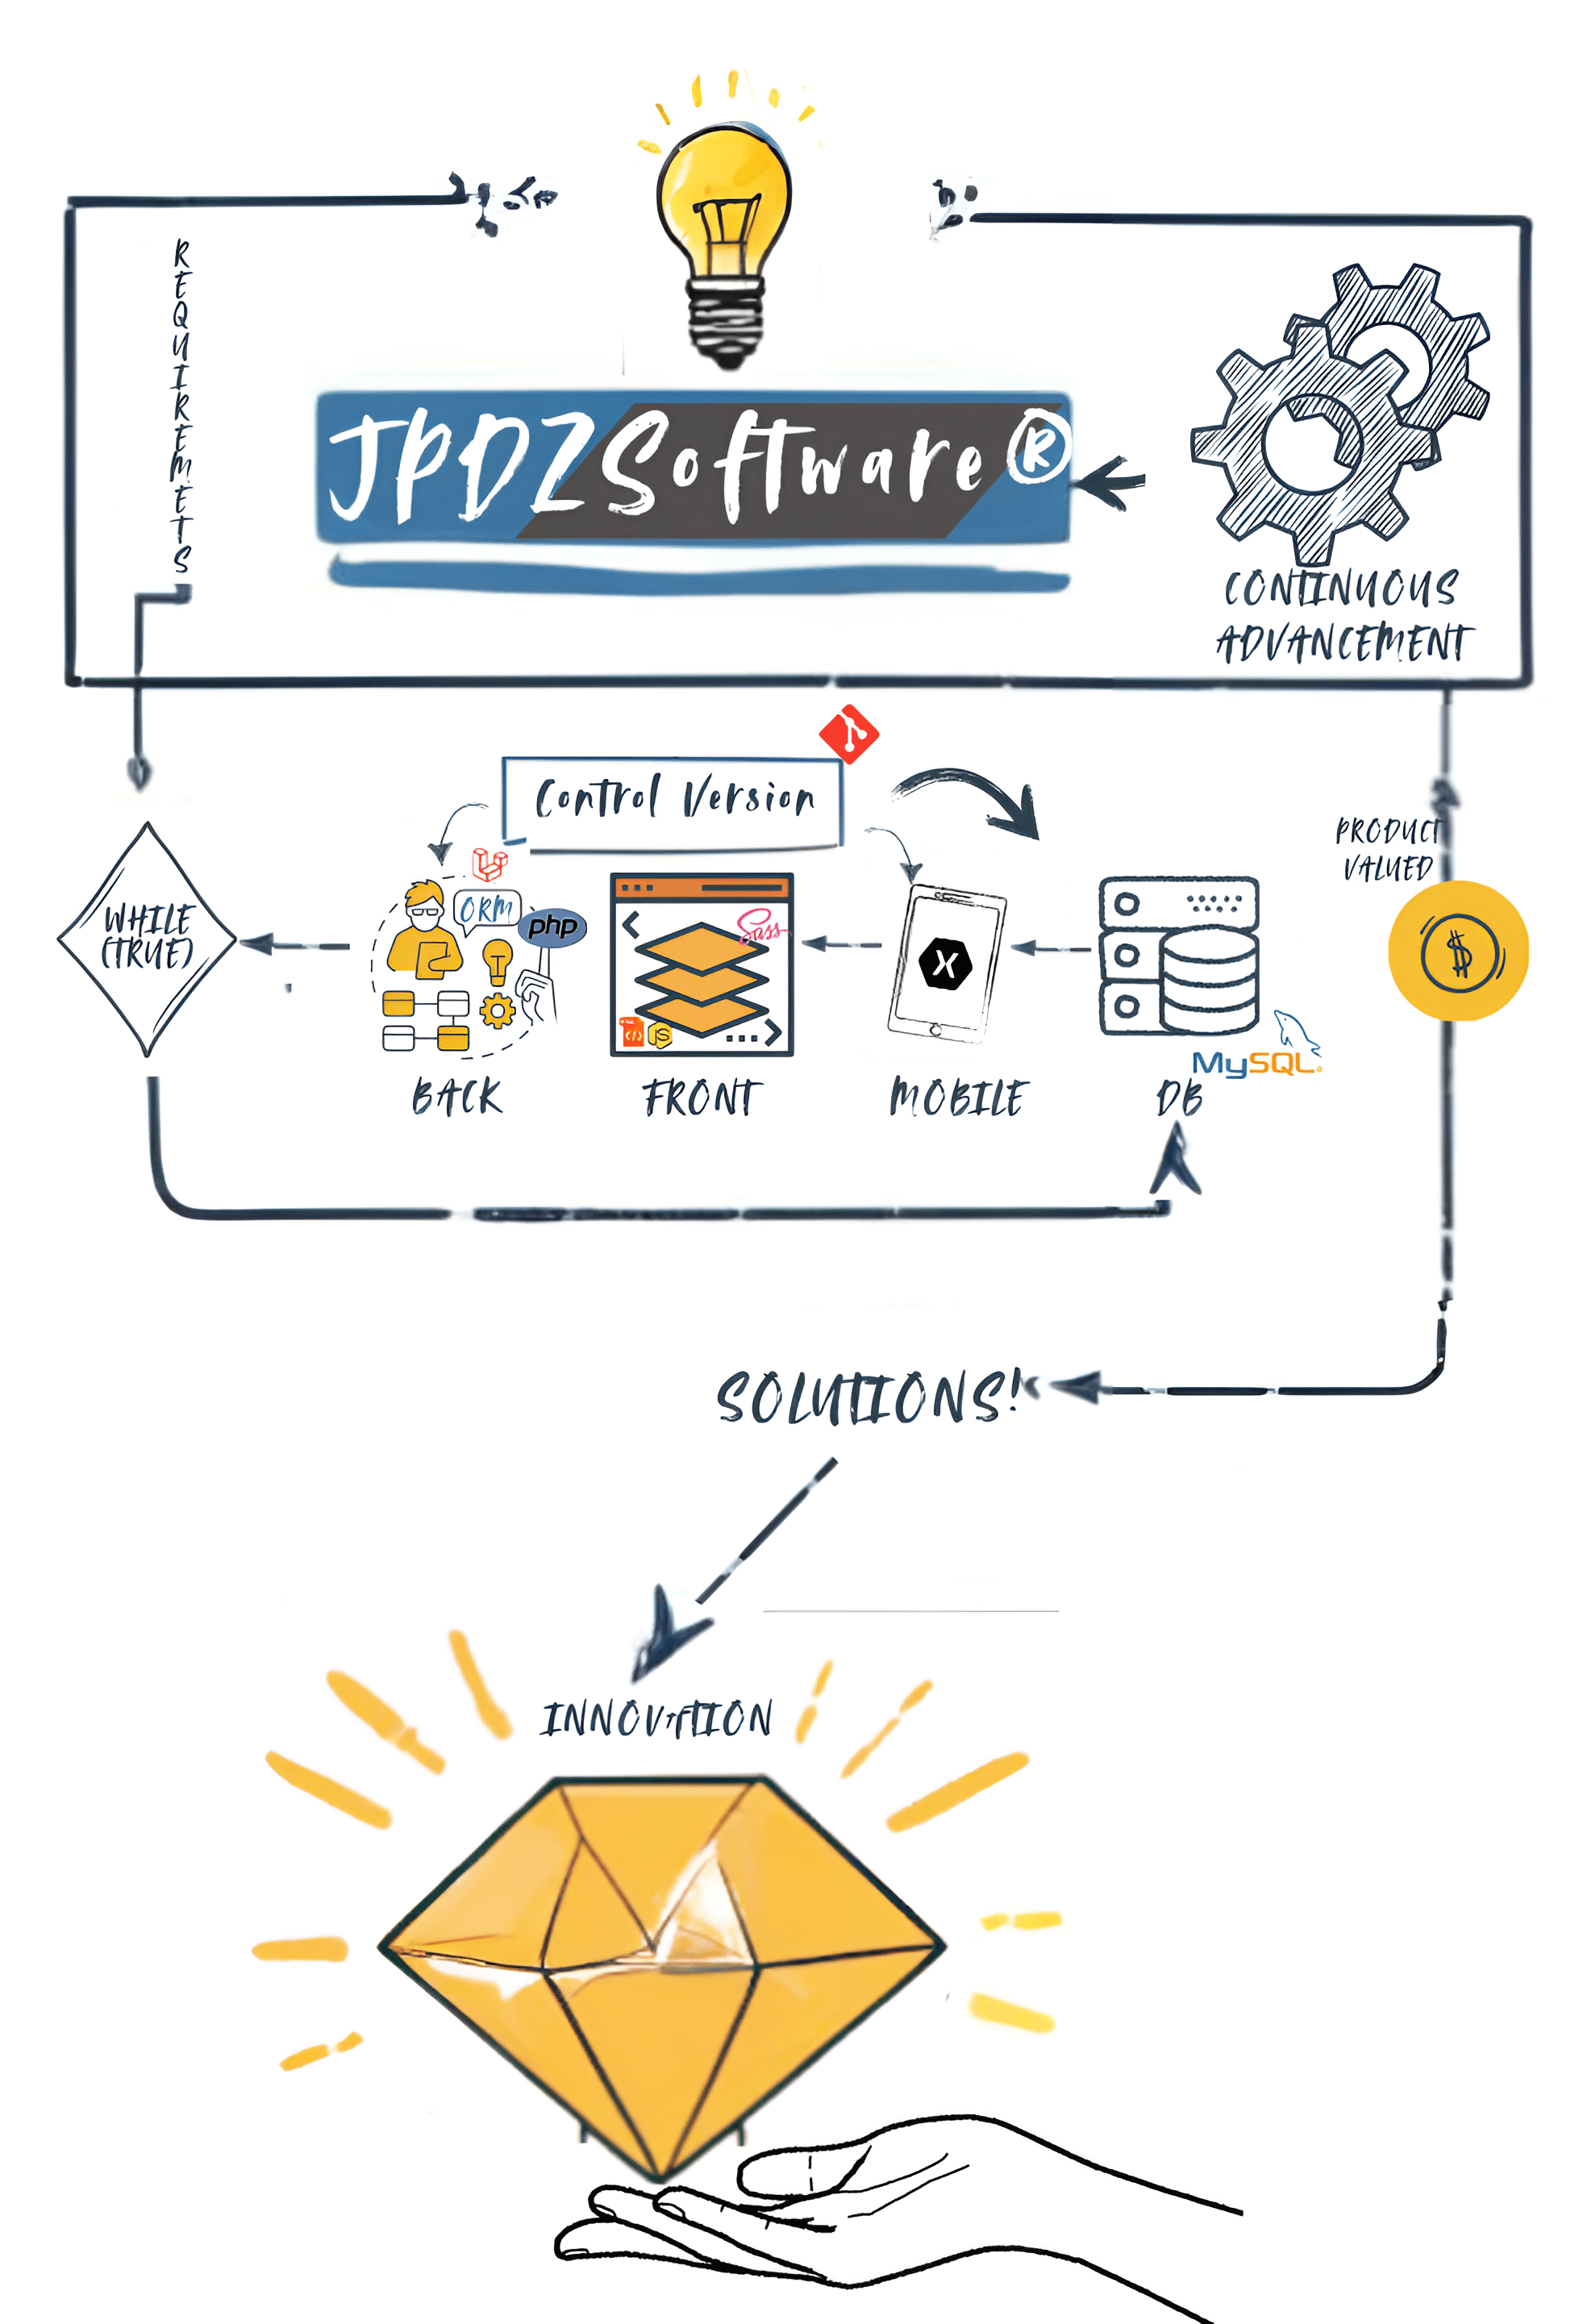 REQUIREMETS
JPDZSoftware®
CONTINUOUS
ADVANCEMENT
Control Version
PRODUCT
VALUED
WHILE
(TRUE)
ORM
php
Sass
X
$
</>
JS
MySQL
BACK
FRONT
MOBILE
DB
SOLUTIONS!
INNOVATION